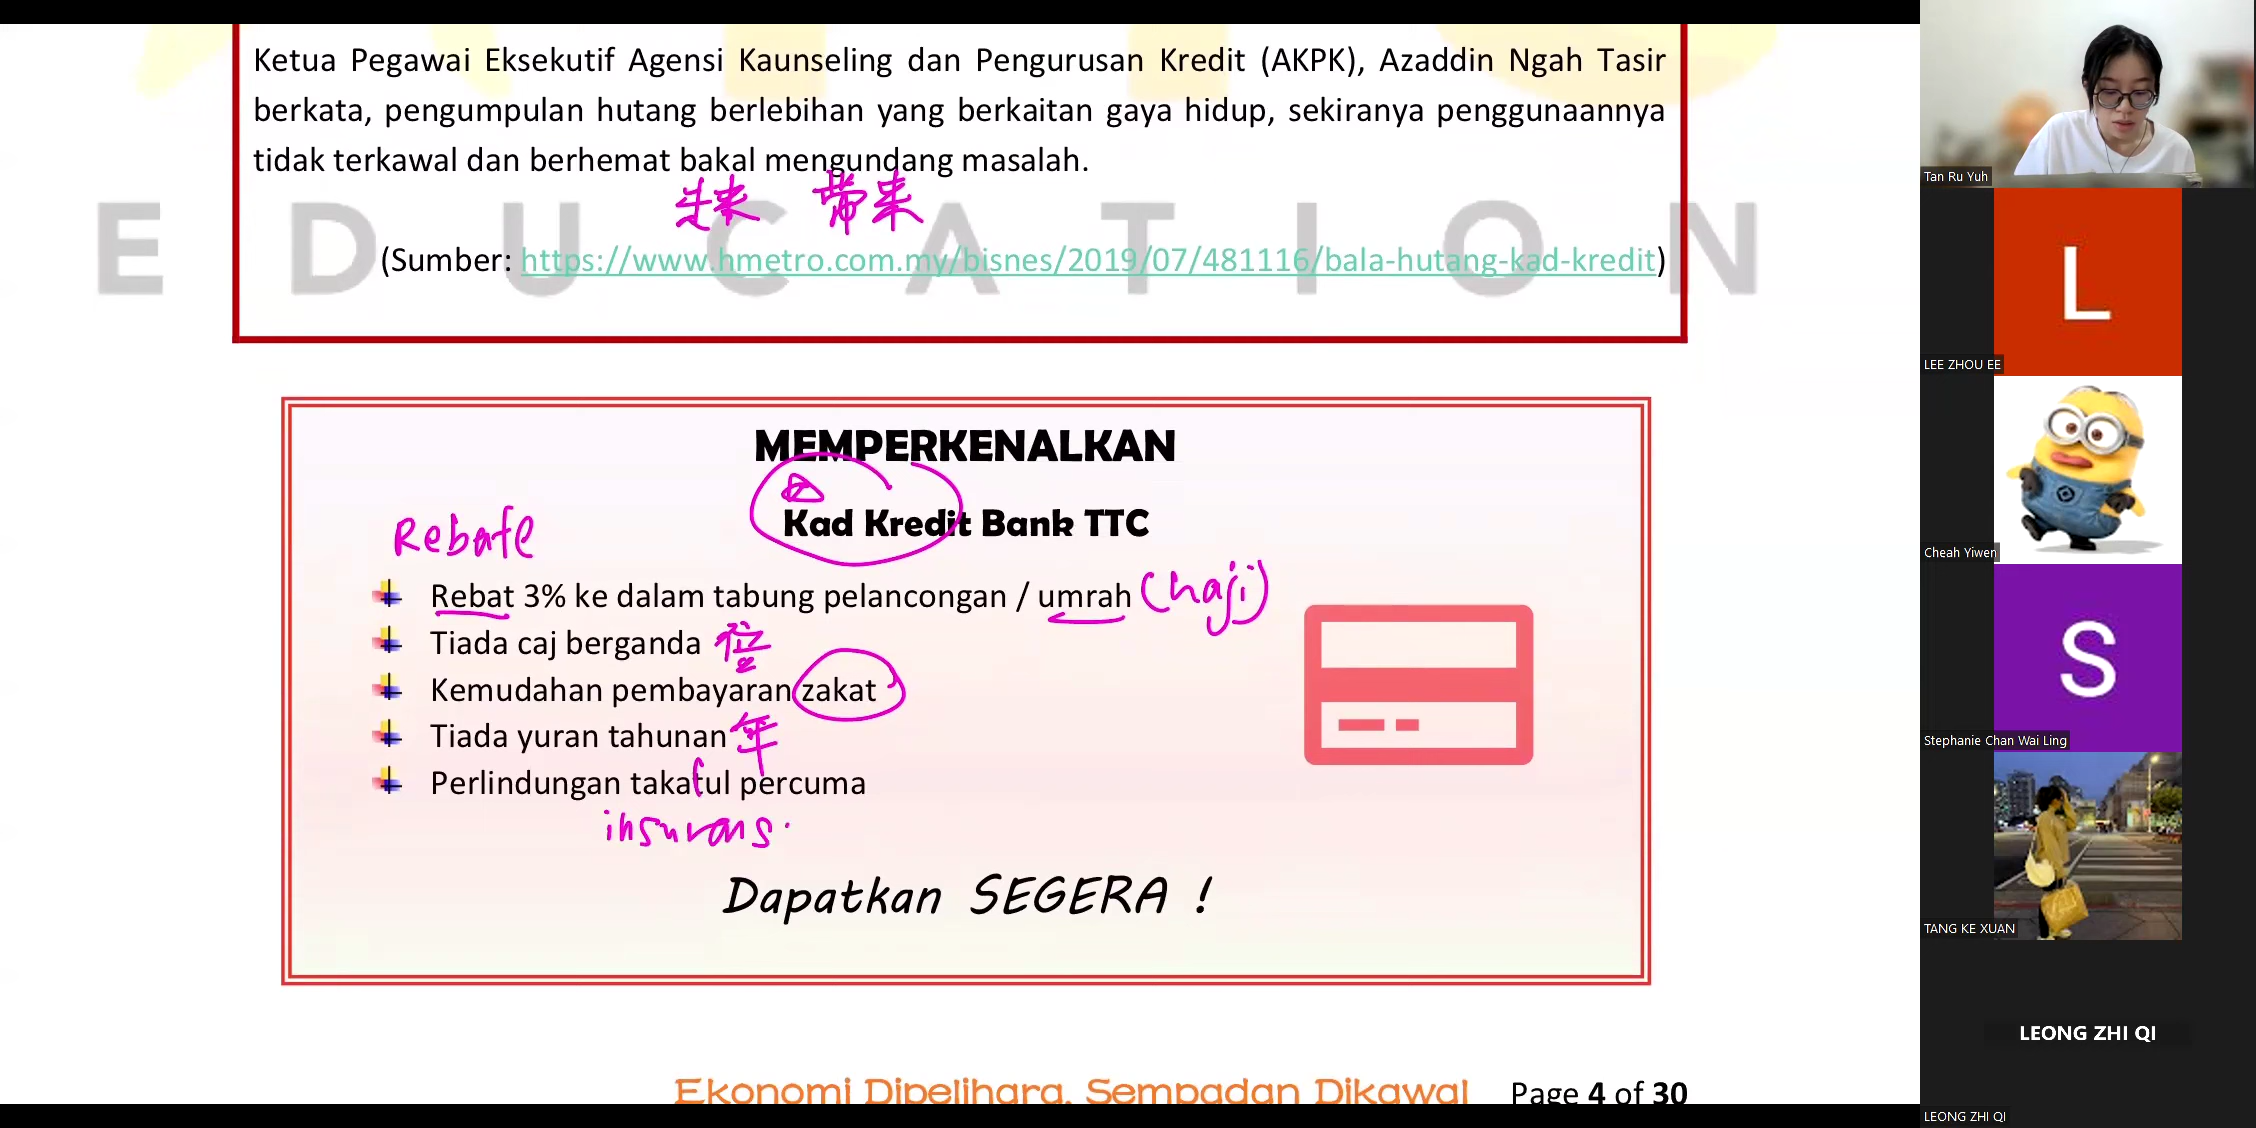 Ketua Pegawai Eksekutif Agensi Kaunseling dan Pengurusan Kredit (AKPK), Azaddin Ngah Tasir
berkata, pengumpulan hutang berlebihan yang berkaitan gaya hidup, sekiranya penggunaannya
tidak terkawal dan berhemat bakal mengundang masalah.
带来
EDUCATION
(Sumber: https://www.hmetro.com.my/bisnes/2019/07/481116/bala-hutang-kad-kredit)
MEMPERKENALKAN
Kad Kredit Bank TTC
Rebate
Rebat 3% ke dalam tabung pelancongan / umrah (haji)
Tiada caj berganda
Kemudahan pembayaran zakat
Tiada yuran tahunan 年
Perlindungan takaful percuma
insurans
Dapatkan SEGERA !
Ekonomi Dipelihara, Sempadan Dikawal Page 4 of 30
Tan Ru Yuh
L
LEE ZHOU EE
Cheah Yiwen
S
Stephanie Chan Wai Ling
TANG KE XUAN
LEONG ZHI QI
LEONG ZHI QI